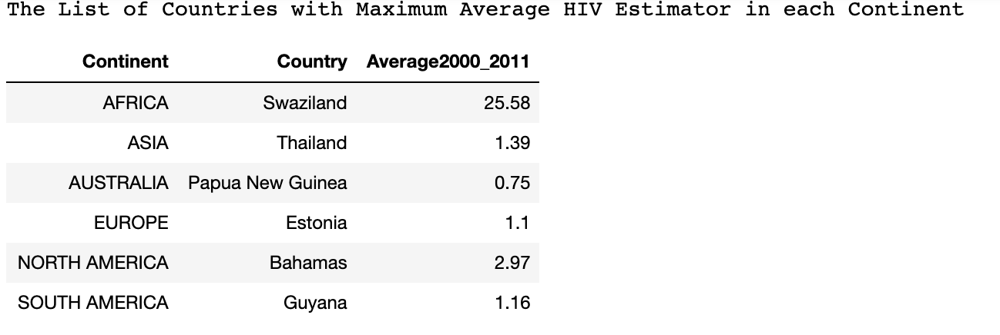 The List of Countries with Maximum Average HIV Estimator in each Continent
Continent Country Average2000_2011
AFRICA Swaziland 25.58
ASIA Thailand 1.39
AUSTRALIA Papua New Guinea 0.75
EUROPE Estonia 1.1
NORTH AMERICA Bahamas 2.97
SOUTH AMERICA Guyana 1.16